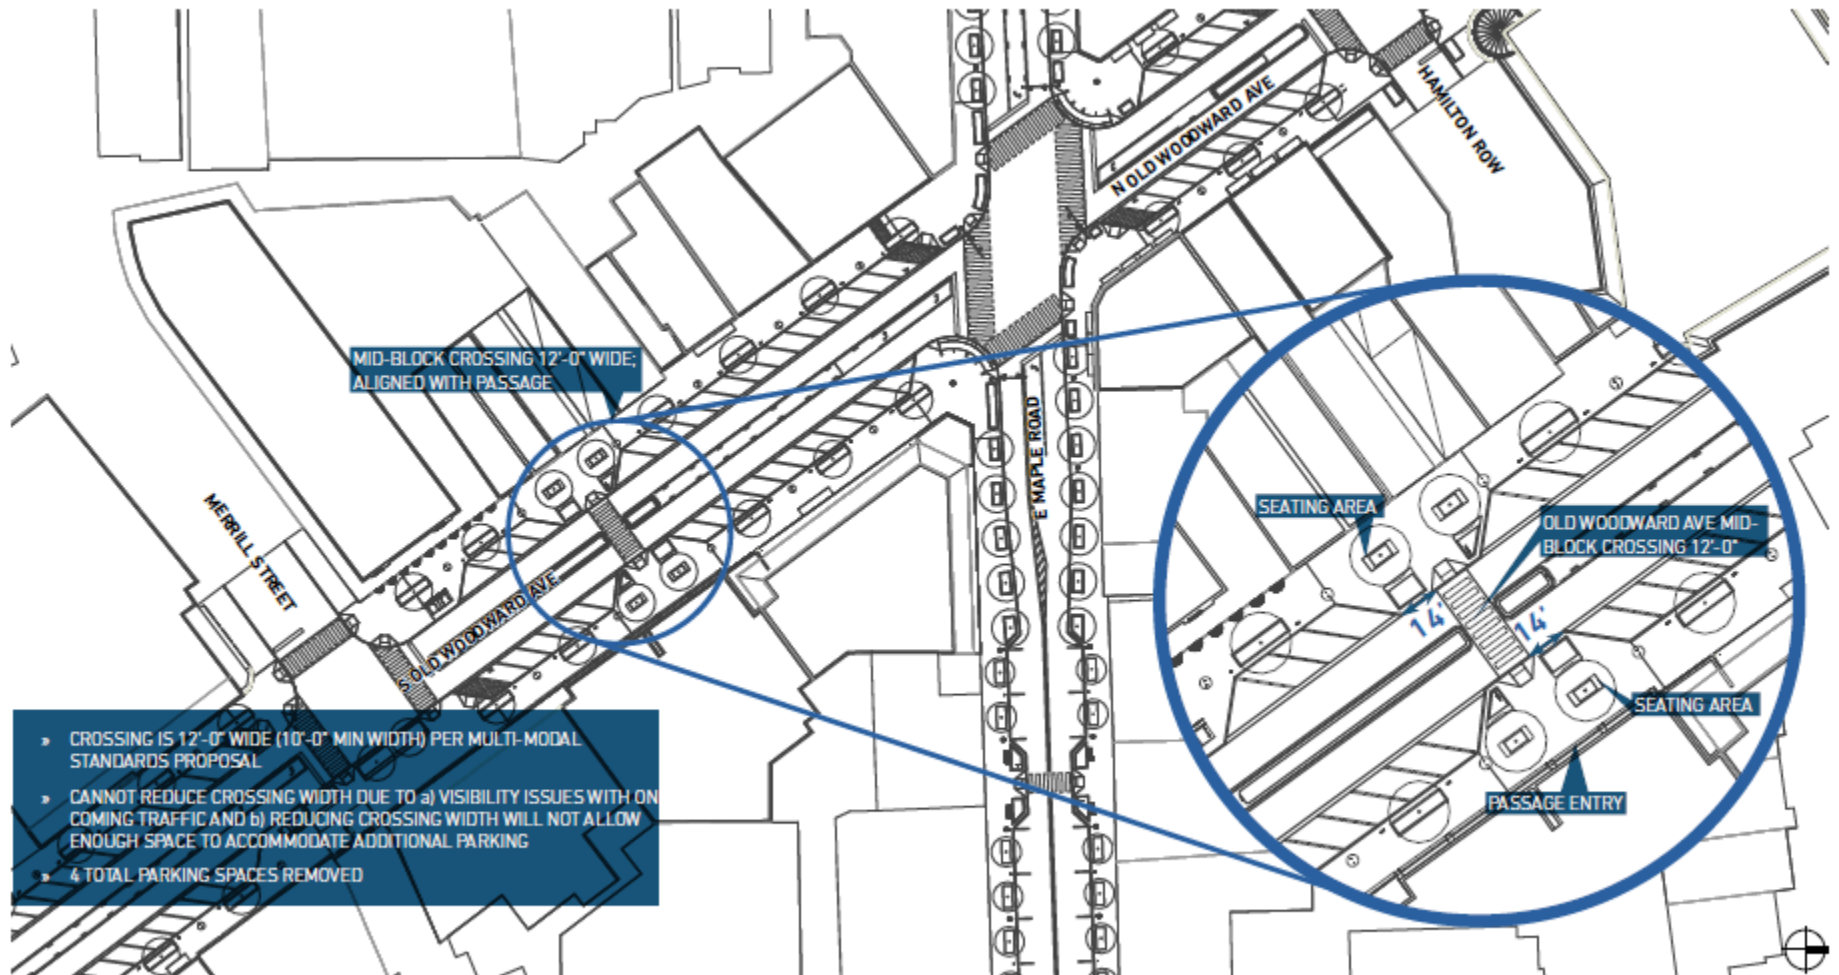 HAMILTON ROW
N OLD WOODWARD AVE
MID-BLOCK CROSSING 12'-0" WIDE;
ALIGNED WITH PASSAGE
E MAPLE ROAD
MERRILL STREET
S OLD WOODWARD AVE
SEATING AREA
OLD WOODWARD AVE MID-
BLOCK CROSSING 12'-0"
14'
14'
SEATING AREA
PASSAGE ENTRY
» CROSSING IS 12'-0" WIDE (10'-0" MIN WIDTH) PER MULTI-MODAL
STANDARDS PROPOSAL
» CANNOT REDUCE CROSSING WIDTH DUE TO a) VISIBILITY ISSUES WITH ON
COMING TRAFFIC AND b) REDUCING CROSSING WIDTH WILL NOT ALLOW
ENOUGH SPACE TO ACCOMMODATE ADDITIONAL PARKING
» 4 TOTAL PARKING SPACES REMOVED